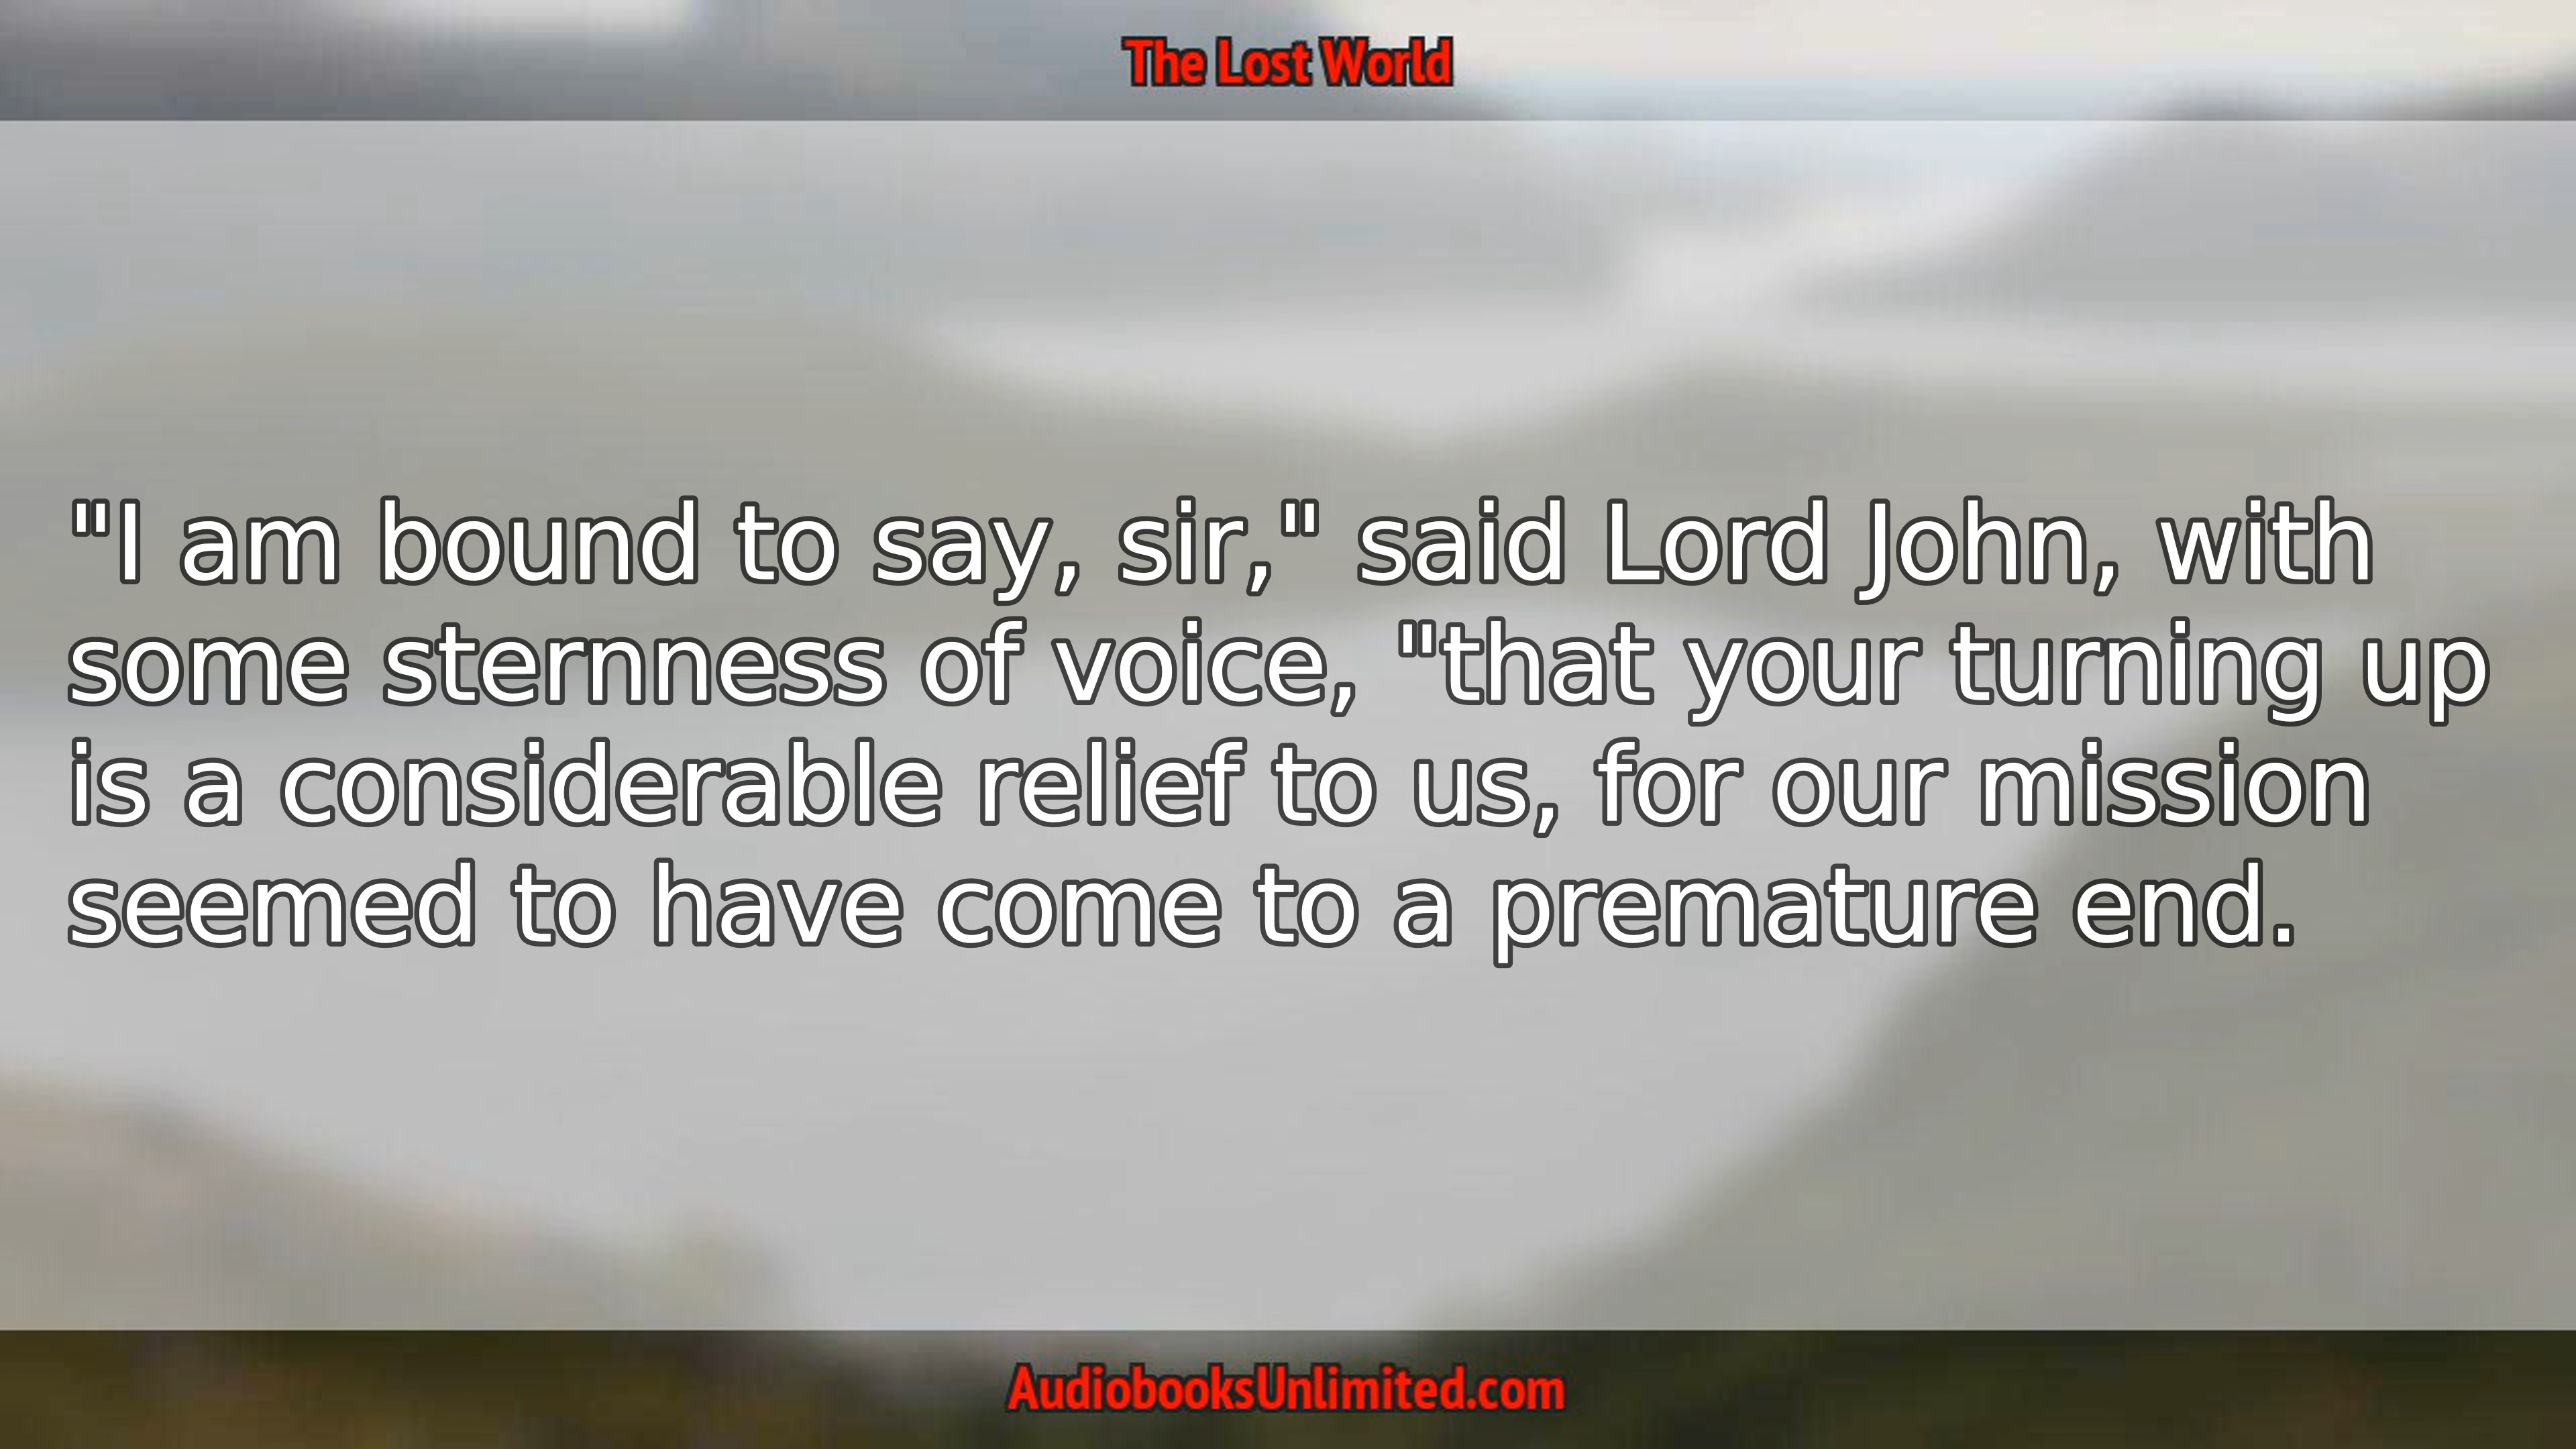 The Lost World
"I am bound to say, sir," said Lord John, with
some sternness of voice, "that your turning up
is a considerable relief to us, for our mission
seemed to have come to a premature end.
AudiobooksUnlimited.com